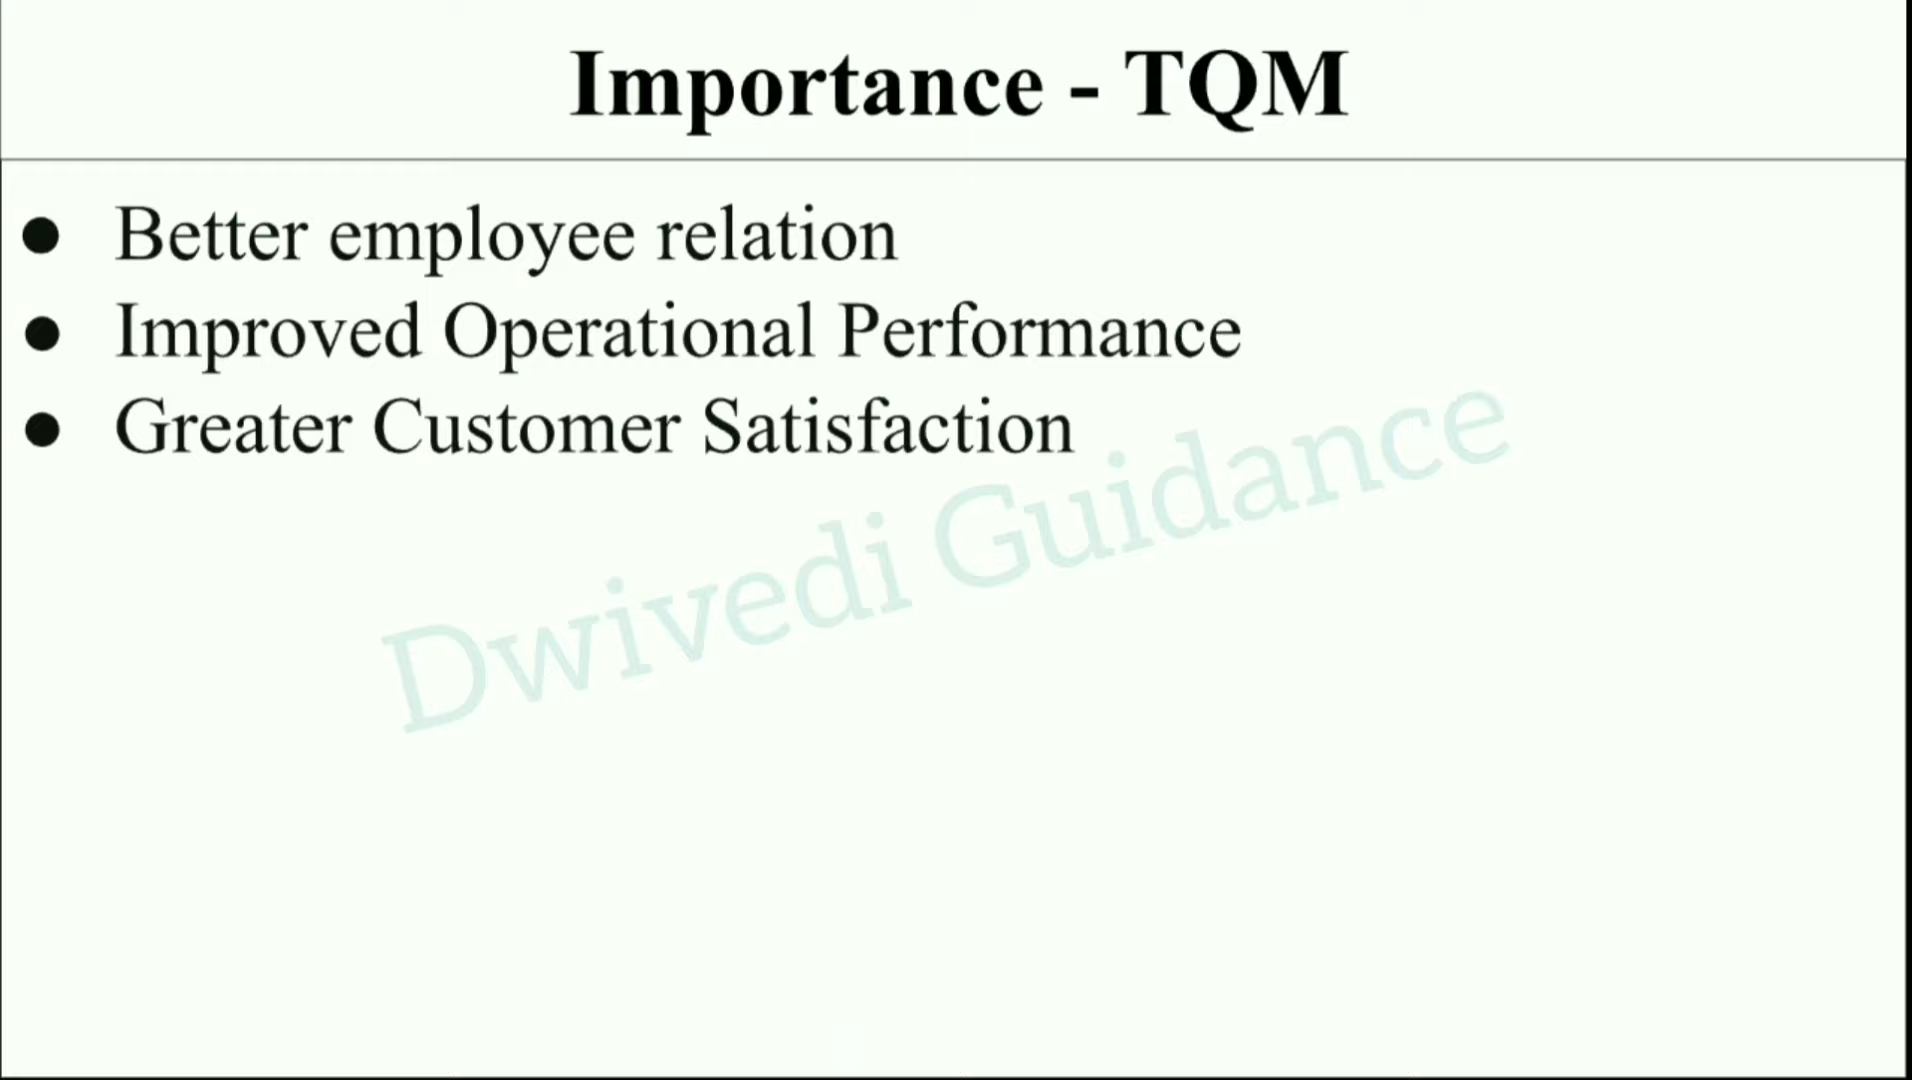 Importance - TQM
● Better employee relation
● Improved Operational Performance
● Greater Customer Satisfaction
Dwivedi Guidance